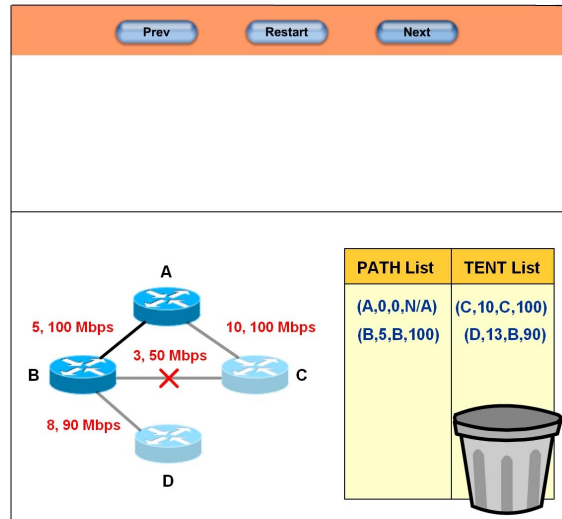 Prev Restart Next
A
5, 100 Mbps
10, 100 Mbps
3, 50 Mbps
B
C
8, 90 Mbps
D
PATH List TENT List
(A,0,0,N/A) (C,10,C,100)
(B,5,B,100) (D,13,B,90)